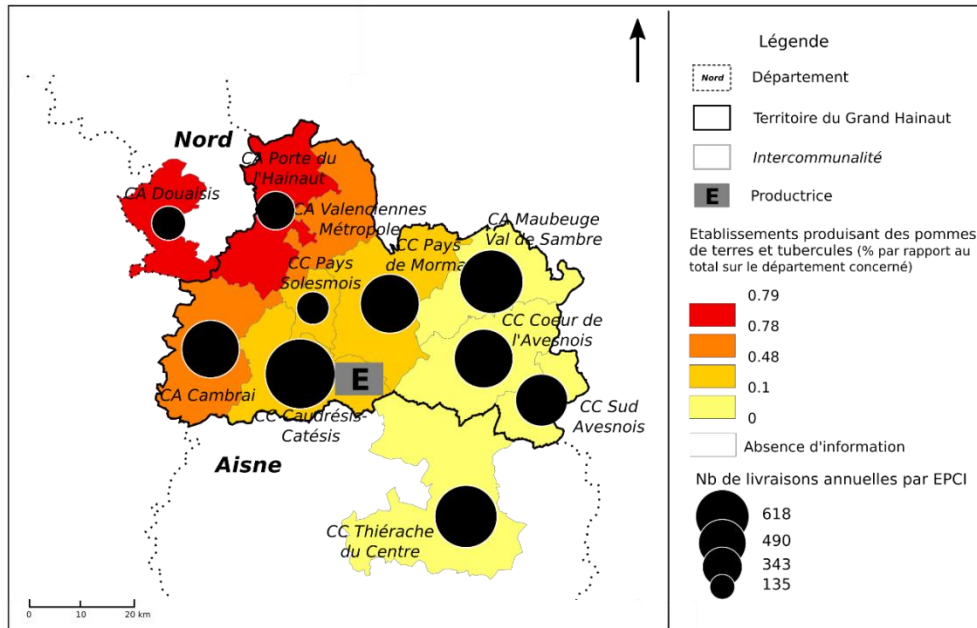 Nord
CA Porte du
l'Hainaut
CA Douaisis
CA Valenciennes
Métropole
CA Maubeuge
Val de Sambre
CC Pays
de Morma
CC Pays
Solesmois
CC Coeur de
l'Avesnois
E
CA Cambrai
CC Caudrésis-
Catésis
CC Sud
Avesnois
Aisne
CC Thiérache
du Centre
0 10 20 km
Légende
Nord Département
Territoire du Grand Hainaut
Intercommunalité
E Productrice
Etablissements produisant des pommes
de terres et tubercules (% par rapport au
total sur le département concerné)
0.79
0.78
0.48
0.1
0
Absence d'information
Nb de livraisons annuelles par EPCI
618
490
343
135